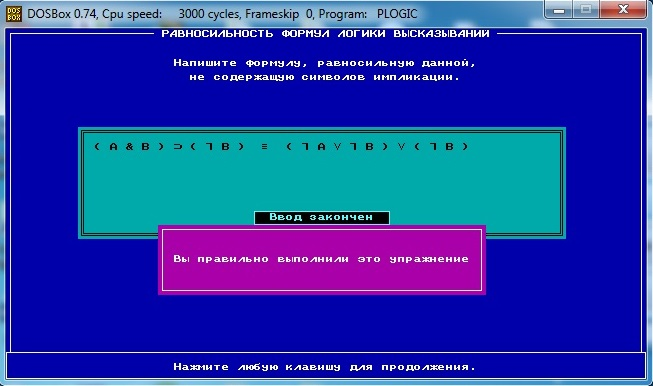 DOSBox 0.74, Cpu speed: 3000 cycles, Frameskip 0, Program: PLOGIC
РАВНОСИЛЬНОСТЬ ФОРМУЛ ЛОГИКИ ВЫСКАЗЫВАНИЙ
Напишите формулу, равносильную данной,
не содержащую символов импликации.
( A & B ) ⊃ ( ꓶ B ) ≡ ( ꓶ A ∨ ꓶ B ) ∨ ( ꓶ B )
Ввод закончен
Вы правильно выполнили это упражнение
Нажмите любую клавишу для продолжения.